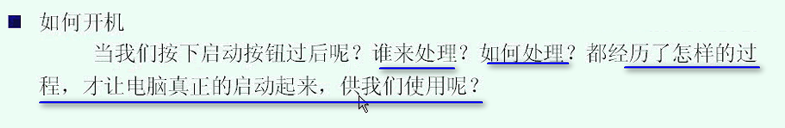 如何开机
当我们按下启动按钮过后呢？谁来处理？如何处理？都经历了怎样的过
程，才让电脑真正的启动起来，供我们使用呢？